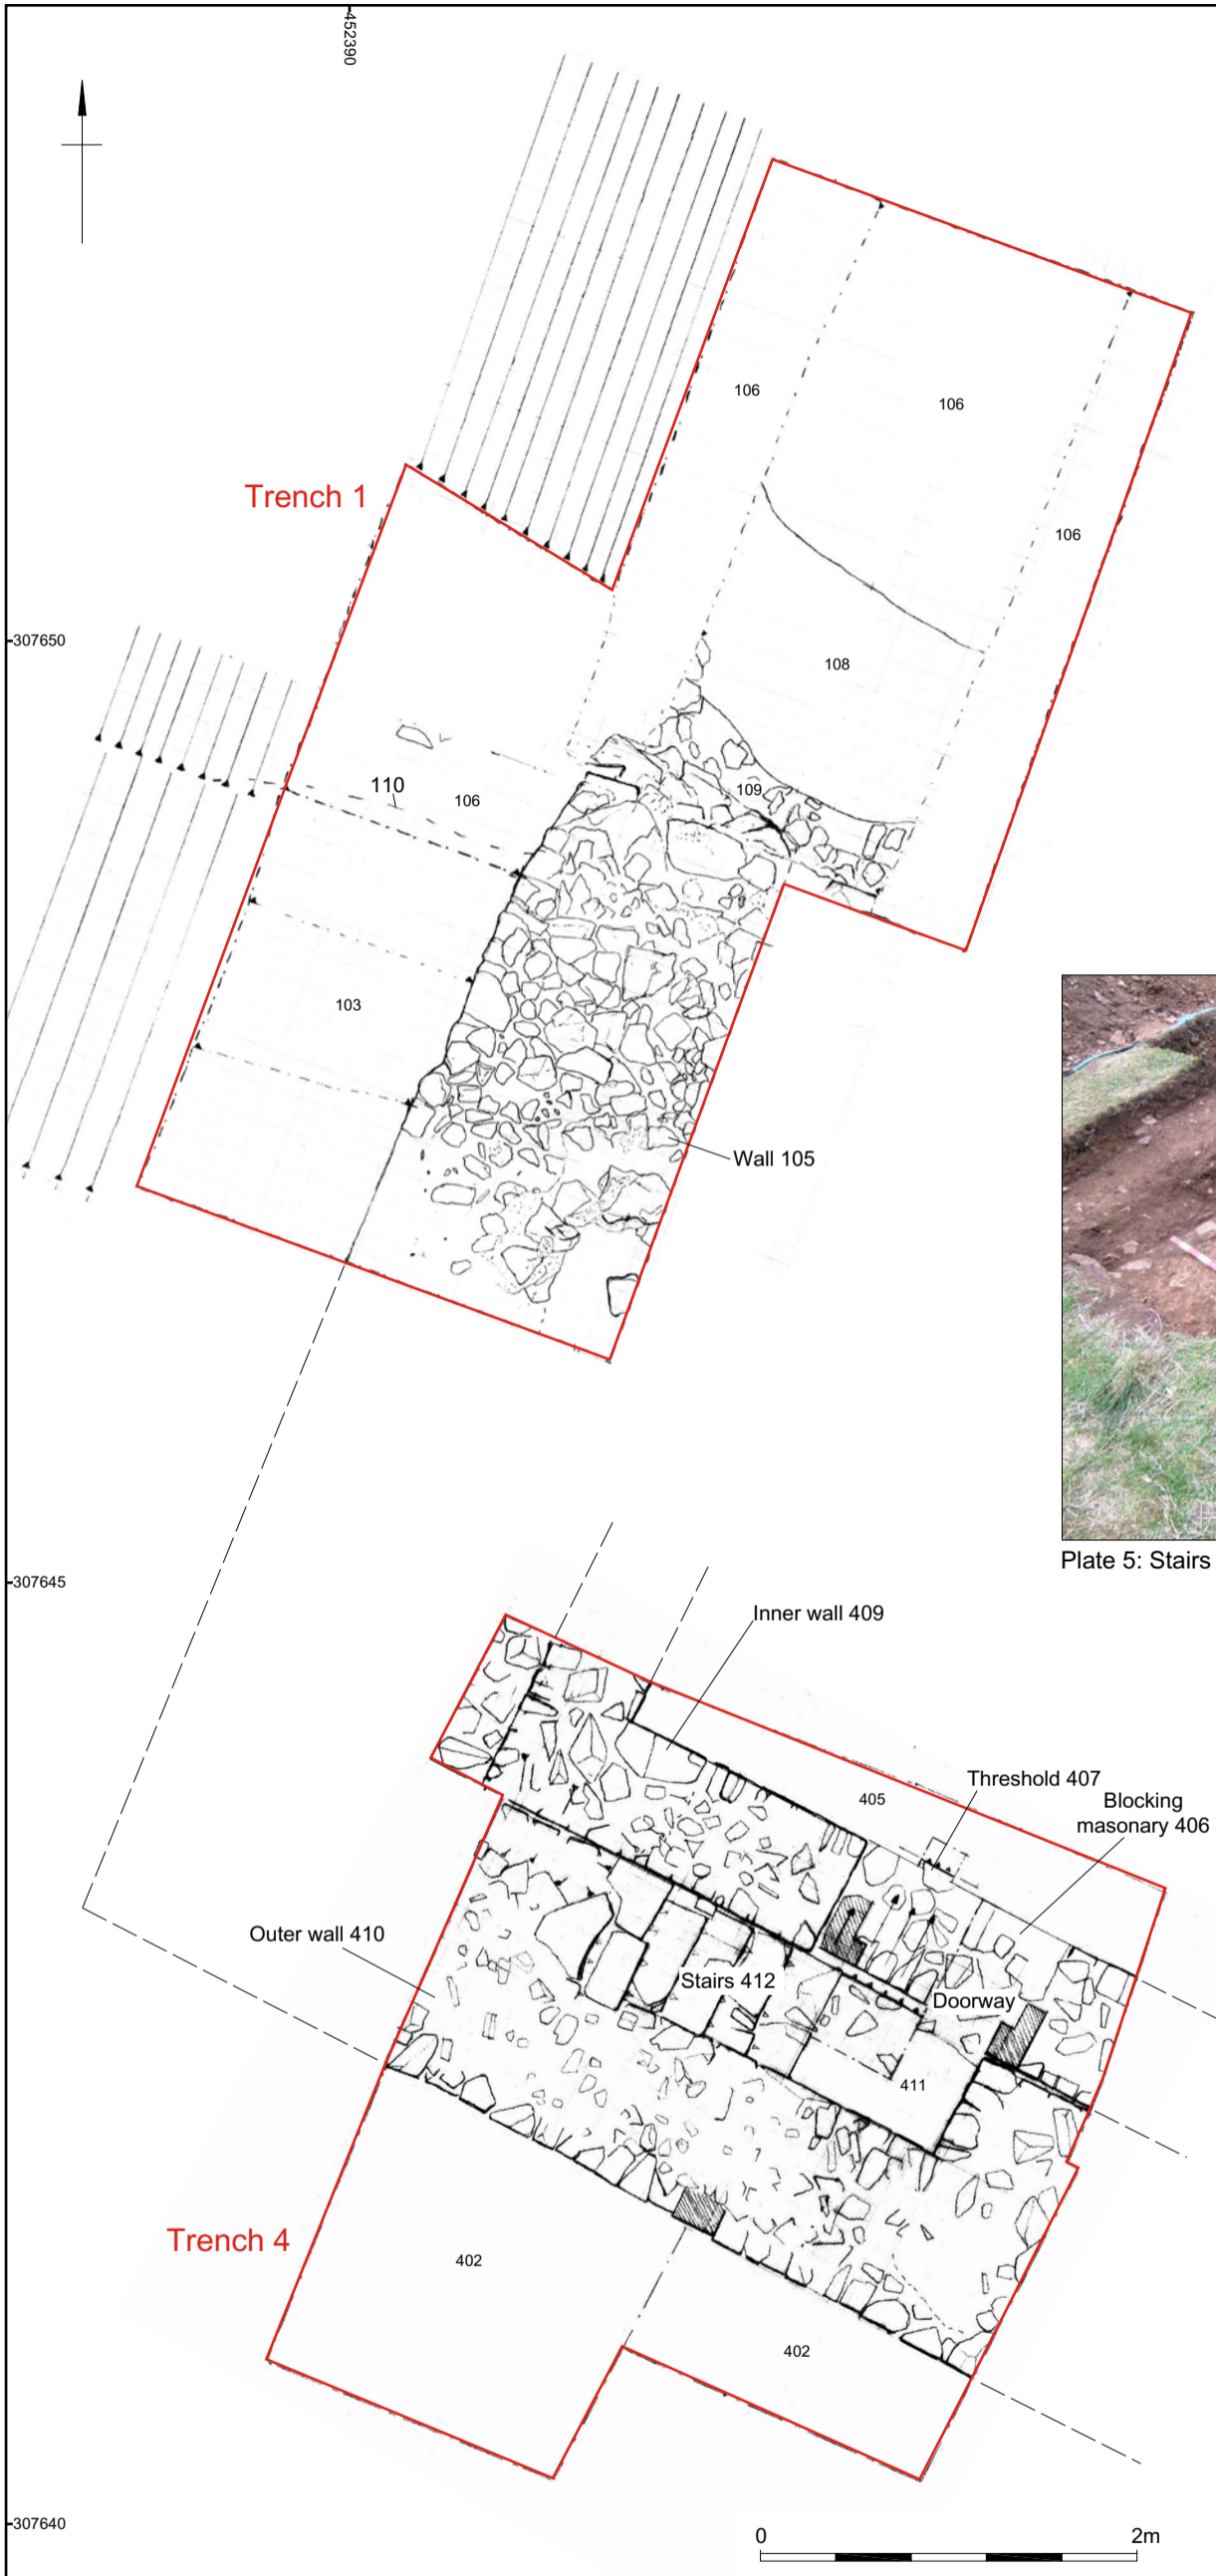 452390
Trench 1
106
106
106
307650
108
110
106
109
103
Wall 105
Plate 5: Stairs
307645
Inner wall 409
Threshold 407
405
Blocking
masonary 406
Outer wall 410
Stairs 412
Doorway
411
Trench 4
402
402
307640
0
2m